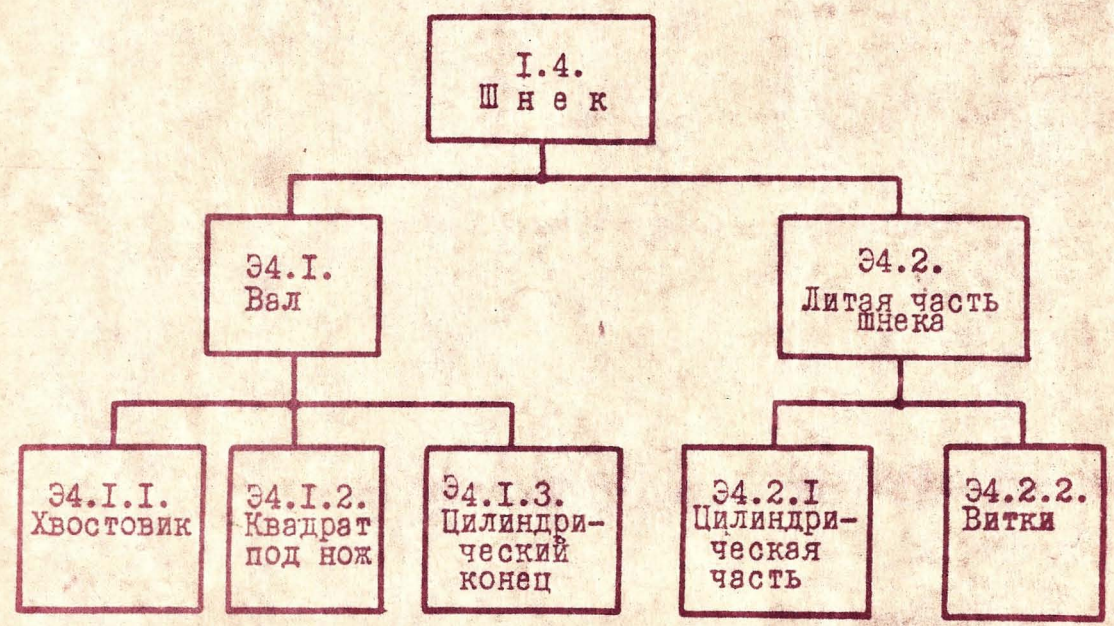 I.4.
Ш н е к
Э4.I.
Вал
Э4.2.
Литая часть
шнека
Э4.I.I.
Хвостовик
Э4.I.2.
Квадрат
под нож
Э4.I.3.
Цилиндри-
ческий
конец
Э4.2.I
Цилиндри-
ческая
часть
Э4.2.2.
Витки